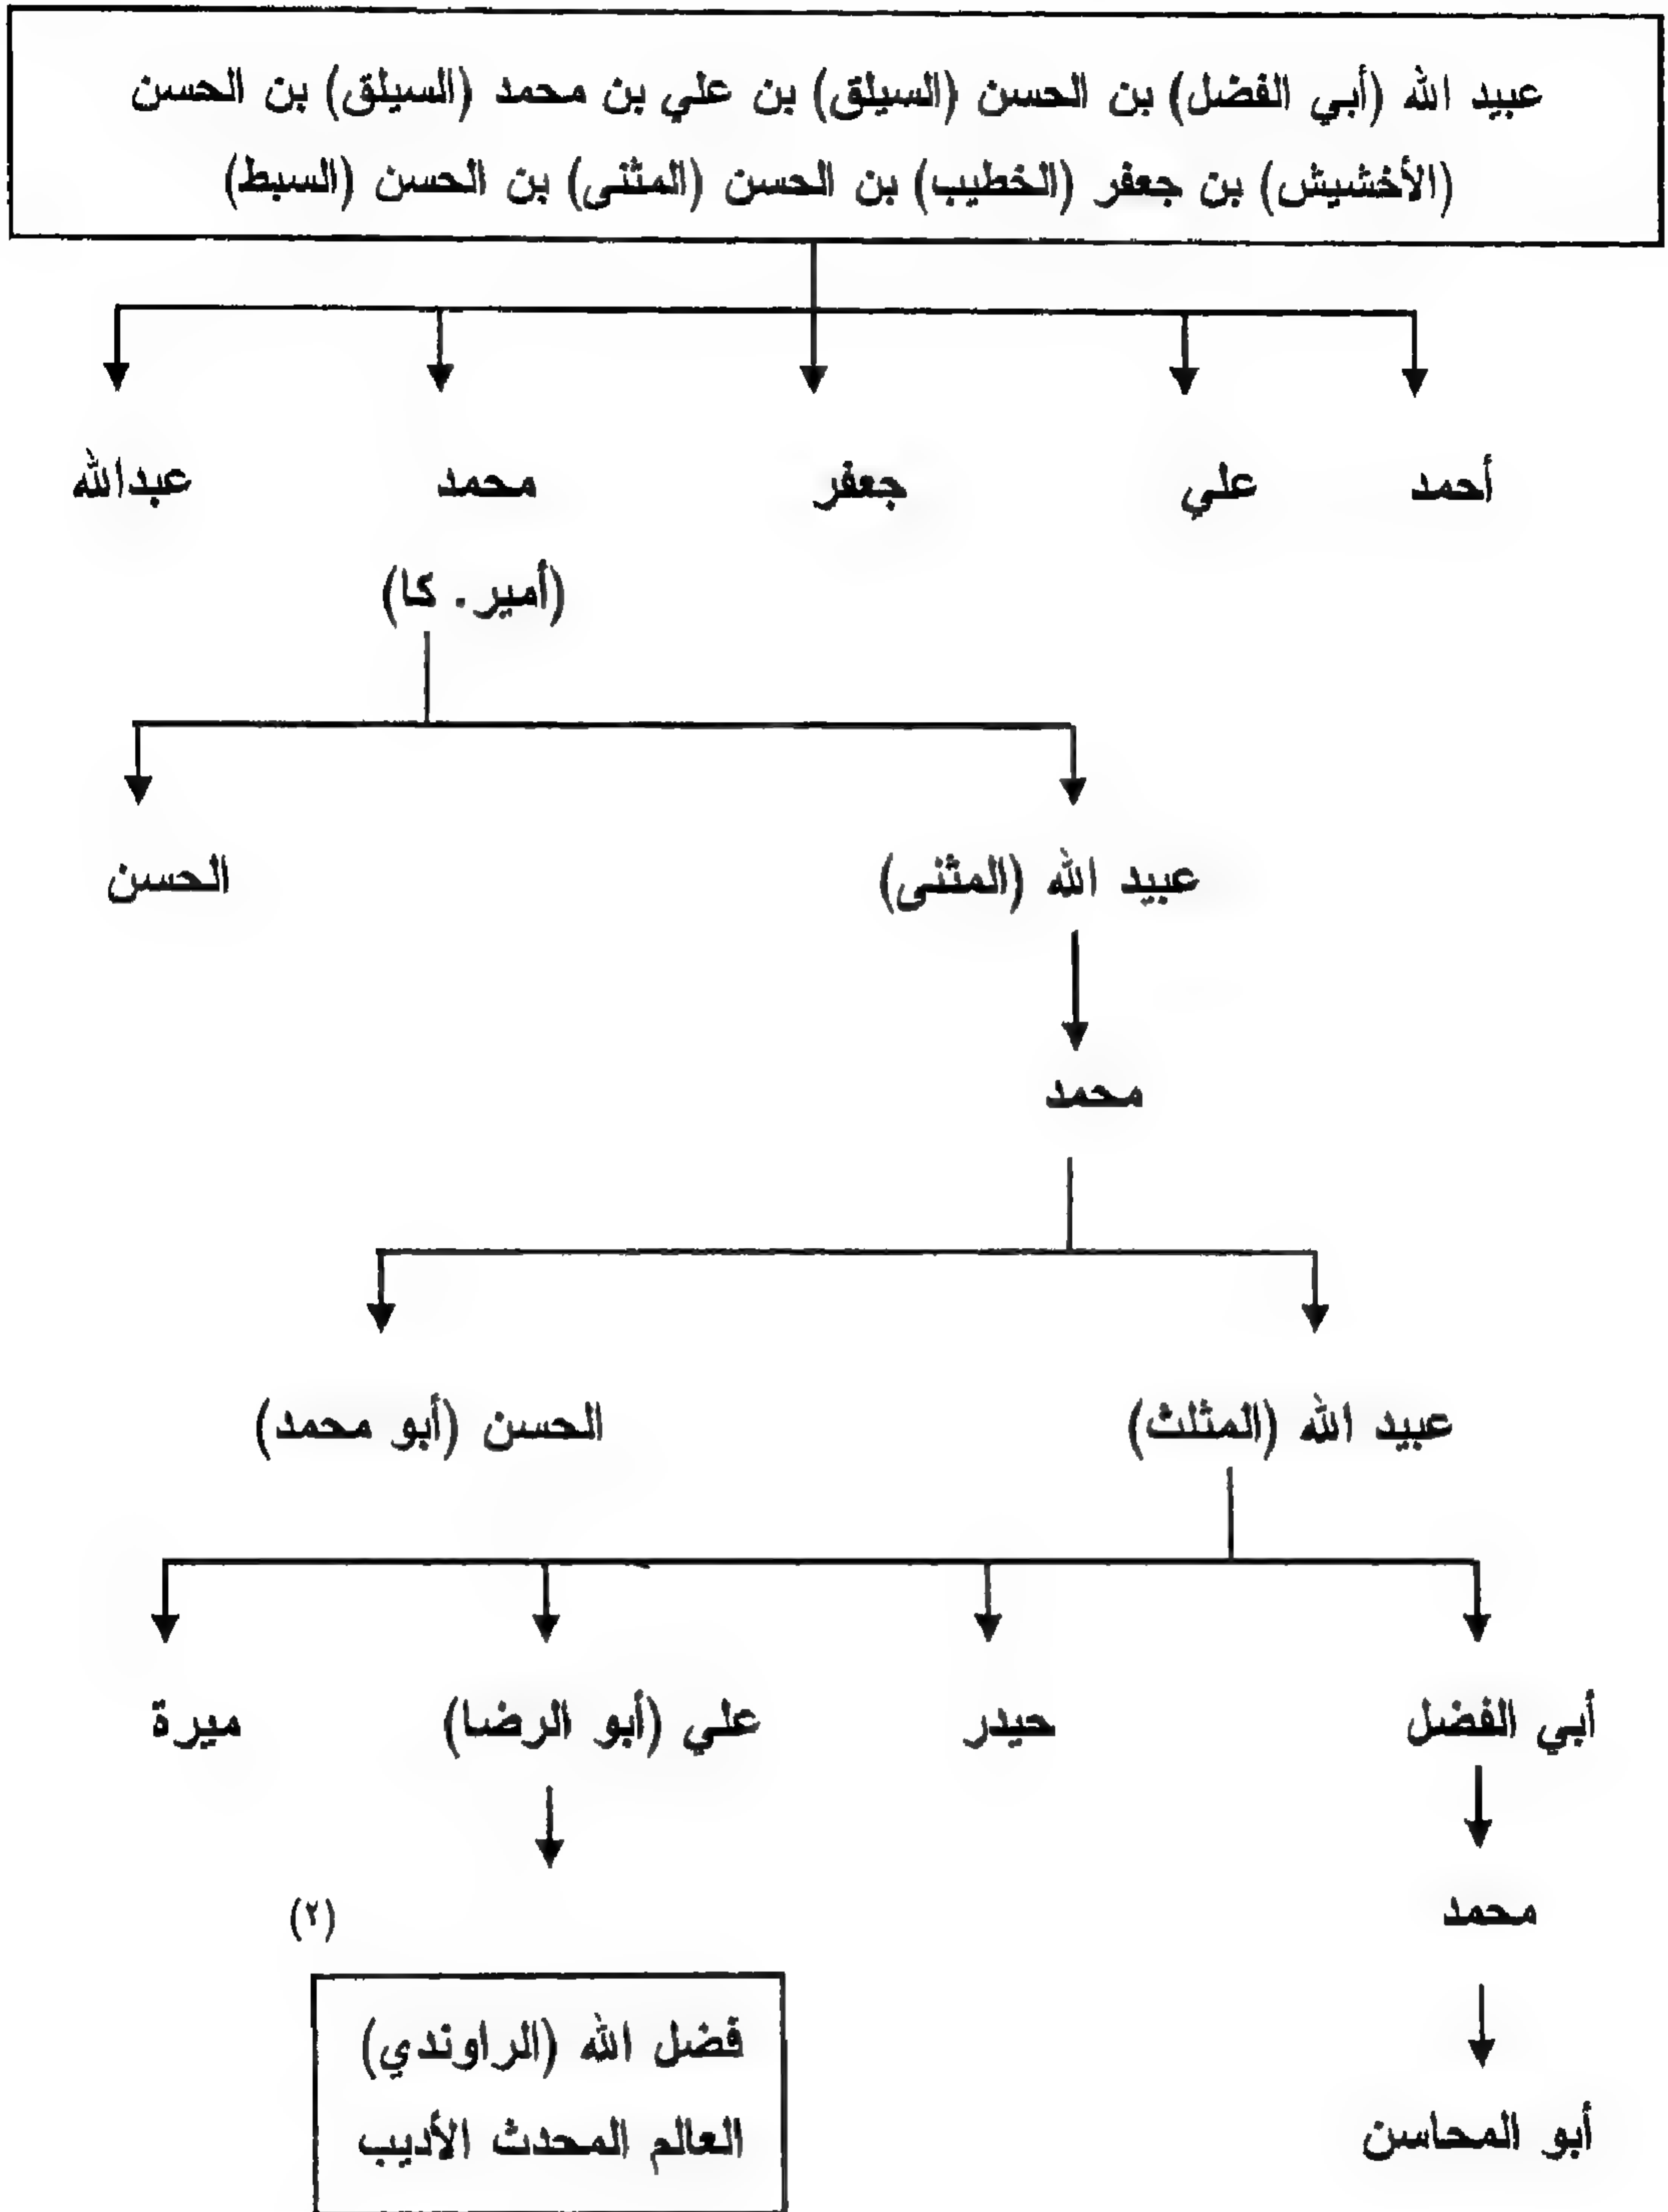 عبيد الله (أبي الفضل) بن الحسن (السيلق) بن علي بن محمد (السيلق) بن الحسن
(الأخشيش) بن جعفر (الخطيب) بن الحسن (المثنى) بن الحسن (السبط)
أحمد علي جعفر محمد عبدالله
(أمير . كا)
عبيد الله (المثنى) الحسن
محمد
عبيد الله (المثلث) الحسن (أبو محمد)
أبي الفضل حيدر علي (أبو الرضا) ميرة
محمد (٢)
فضل الله (الراوندي)
العالم المحدث الأديب
أبو المحاسن